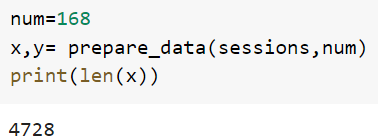 num=168
x,y= prepare_data(sessions,num)
print(len(x))
4728